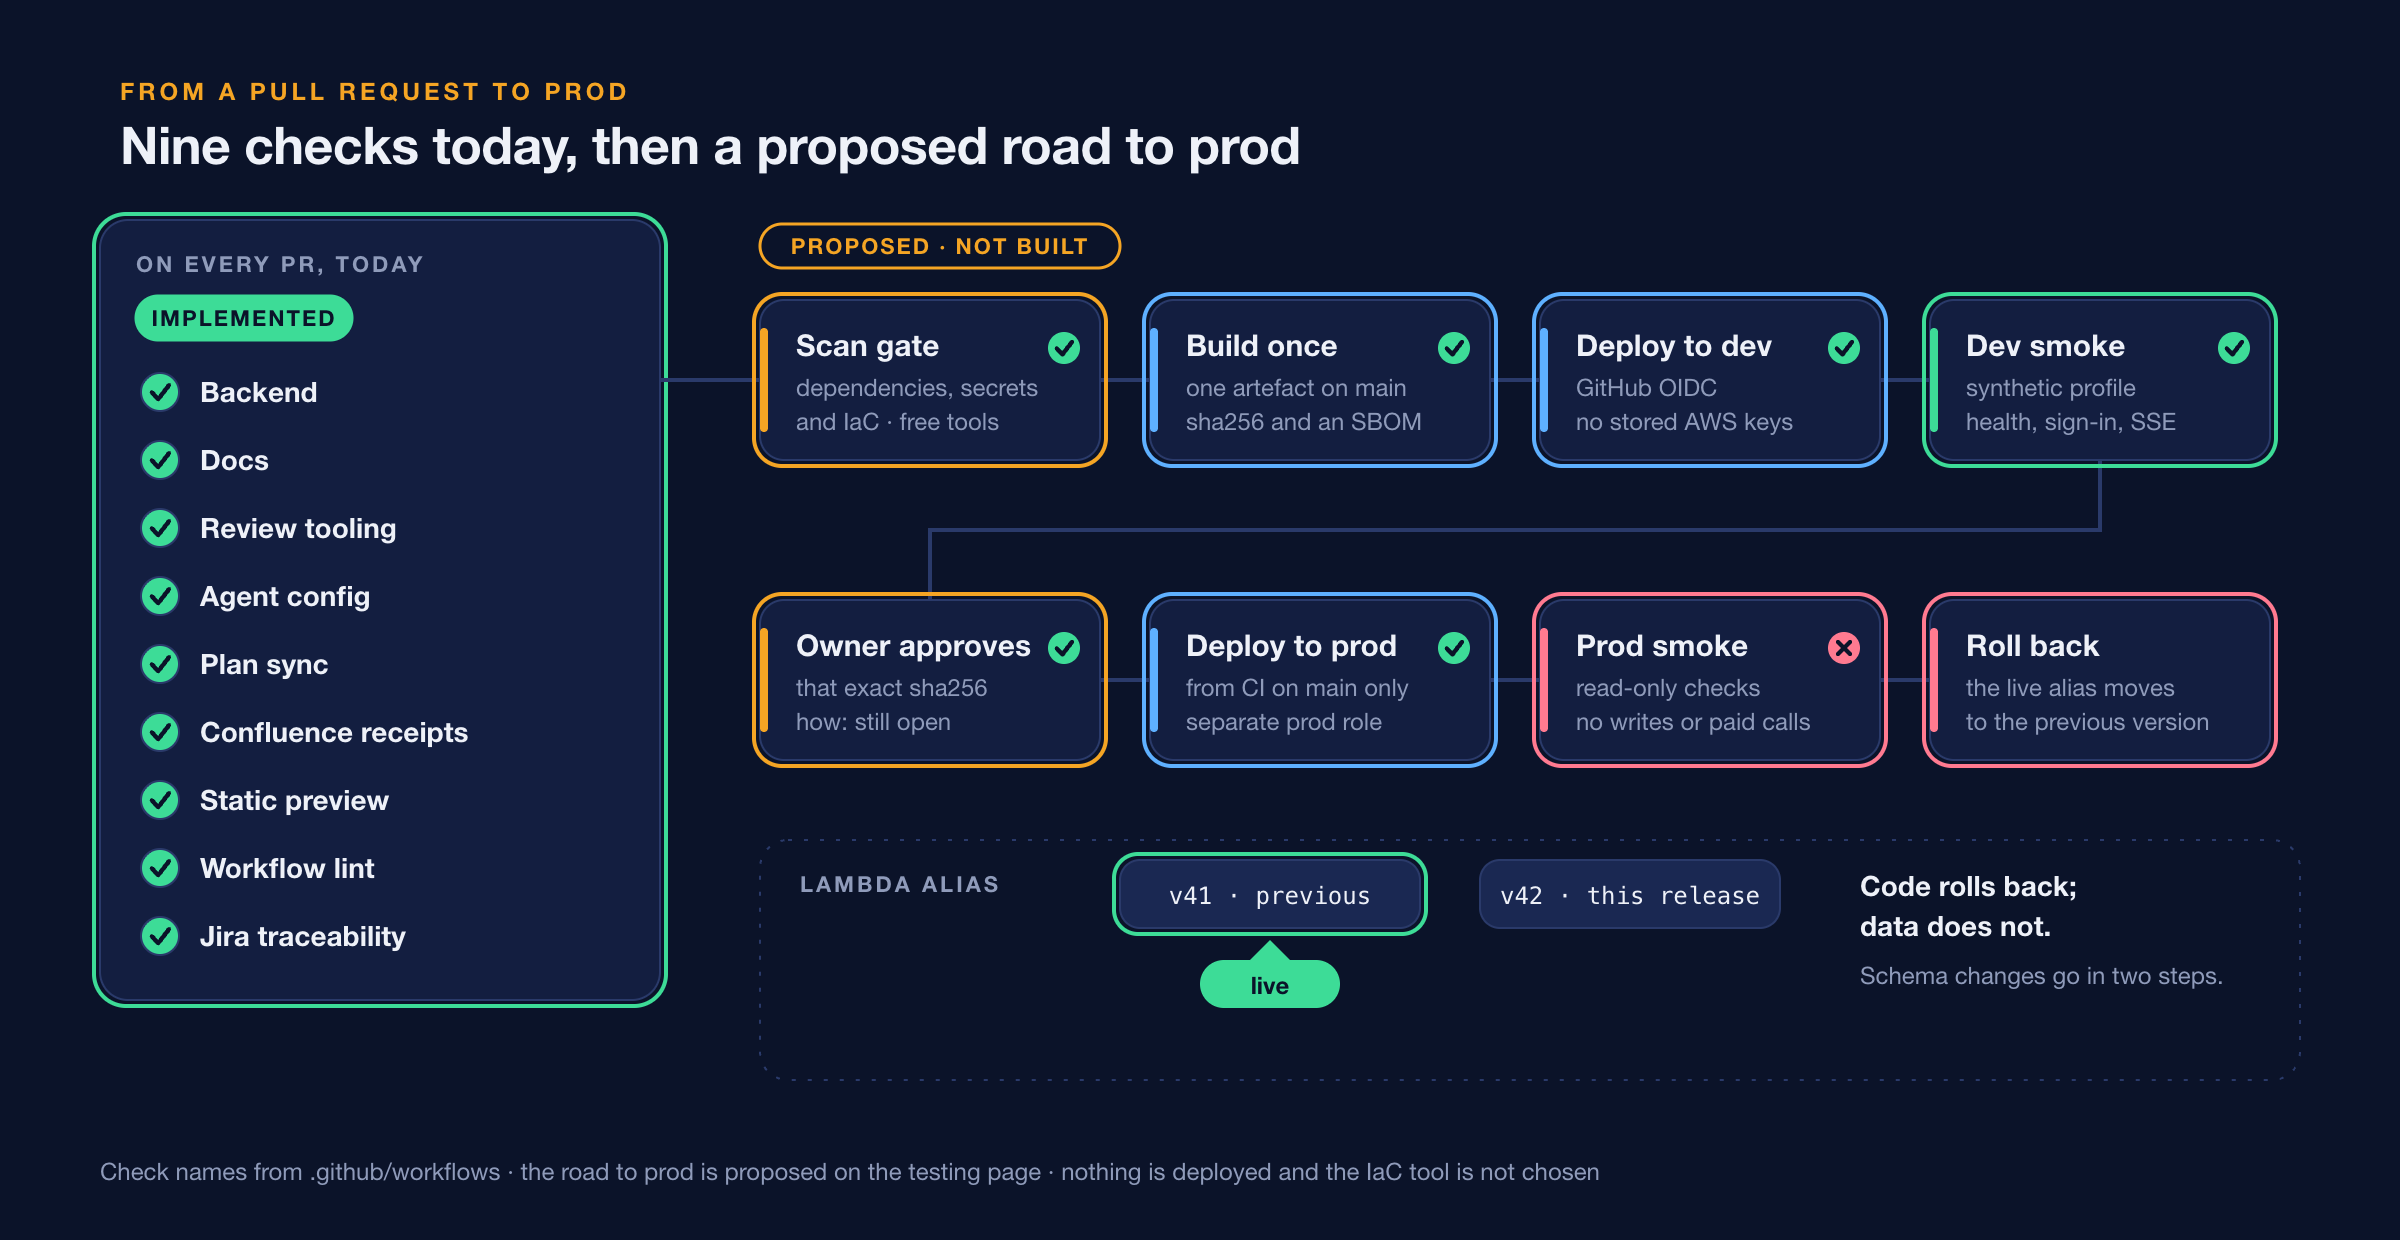 FROM A PULL REQUEST TO PROD
Nine checks today, then a proposed road to prod
ON EVERY PR, TODAY
IMPLEMENTED
Backend
Docs
Review tooling
Agent config
Plan sync
Confluence receipts
Static preview
Workflow lint
Jira traceability
PROPOSED · NOT BUILT
Scan gate
dependencies, secrets
and IaC · free tools
Build once
one artefact on main
sha256 and an SBOM
Deploy to dev
GitHub OIDC
no stored AWS keys
Dev smoke
synthetic profile
health, sign-in, SSE
Owner approves
that exact sha256
how: still open
Deploy to prod
from CI on main only
separate prod role
Prod smoke
read-only checks
no writes or paid calls
Roll back
the live alias moves
to the previous version
LAMBDA ALIAS
v41 · previous
live
v42 · this release
Code rolls back;
data does not.
Schema changes go in two steps.
Check names from .github/workflows · the road to prod is proposed on the testing page · nothing is deployed and the IaC tool is not chosen